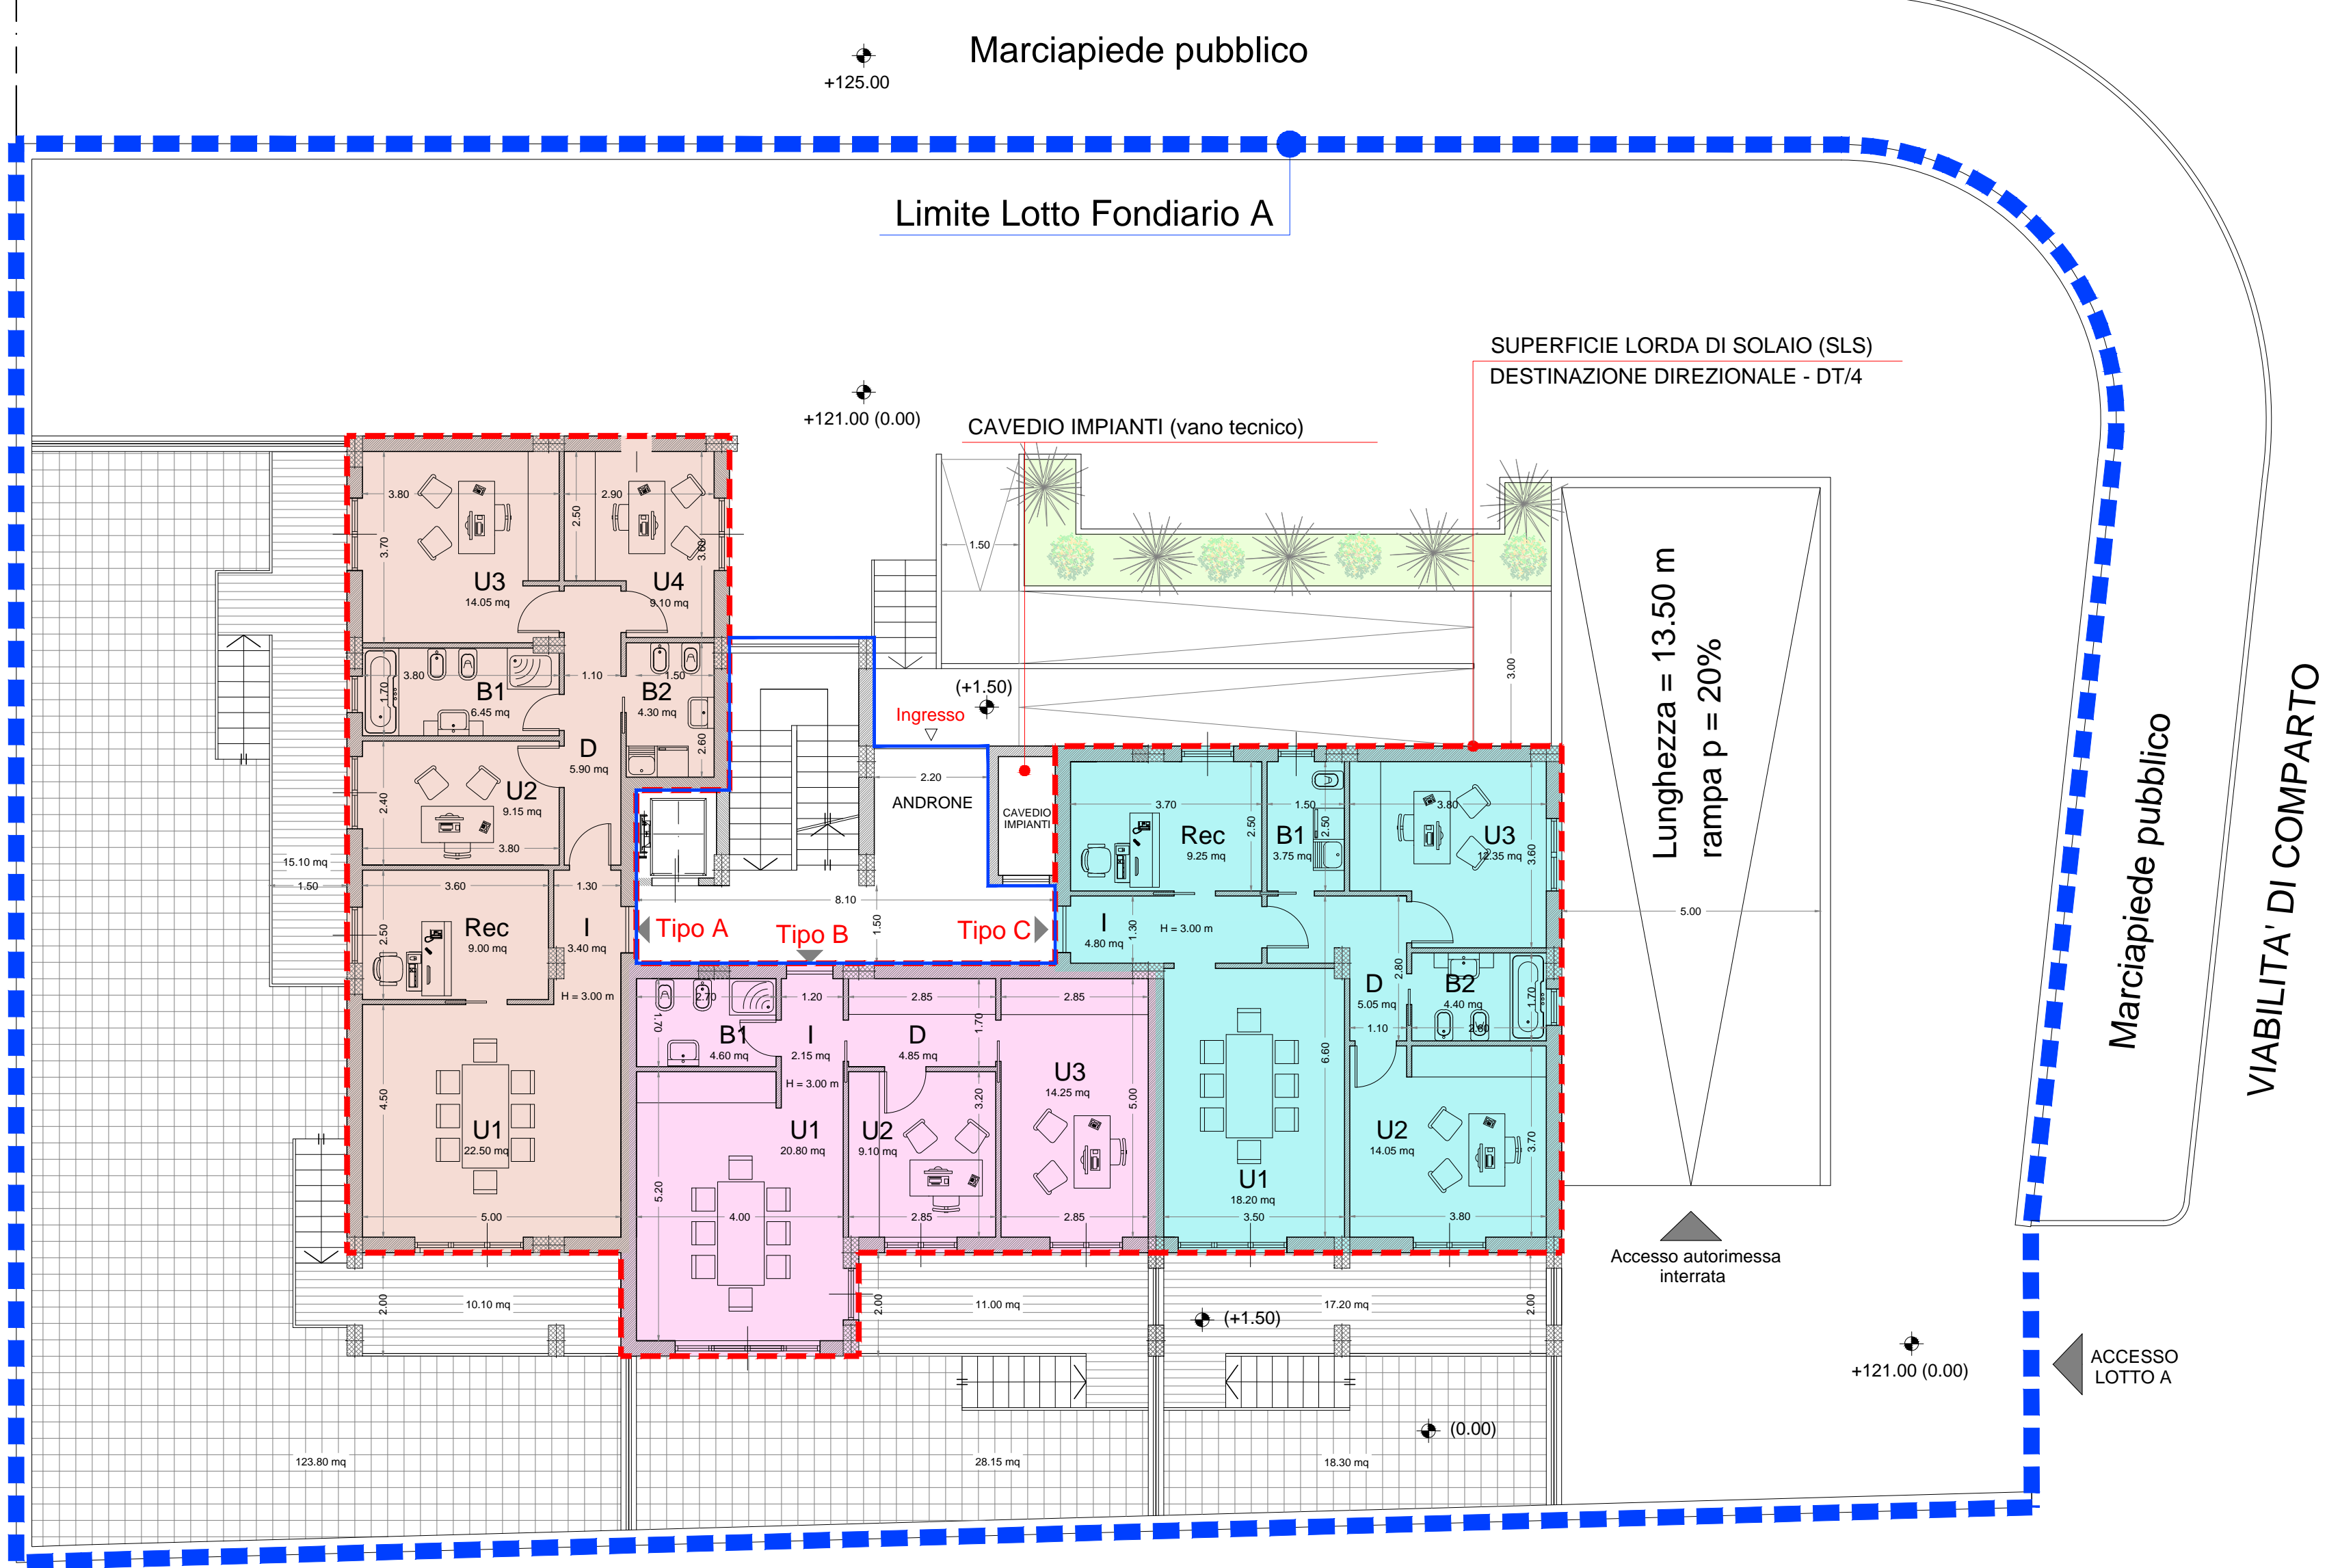 Marciapiede pubblico
+125.00
Limite Lotto Fondiario A
SUPERFICIE LORDA DI SOLAIO (SLS)
DESTINAZIONE DIREZIONALE - DT/4
+121.00 (0.00)
CAVEDIO IMPIANTI (vano tecnico)
3.80
2.90
2.50
3.70
3.60
U3
14.05 mq
U4
9.10 mq
1.50
3.00
Lunghezza = 13.50 m
rampa p = 20%
3.80
1.10
1.50
1.70
B1
6.45 mq
B2
4.30 mq
2.60
D
5.90 mq
(+1.50)
Ingresso
2.20
ANDRONE
CAVEDIO
IMPIANTI
2.40
U2
9.15 mq
3.80
15.10 mq
1.50
3.60
1.30
2.50
Rec
9.00 mq
I
3.40 mq
H = 3.00 m
8.10
1.50
Tipo A
Tipo B
Tipo C
3.70
2.50
Rec
9.25 mq
1.50
2.50
B1
3.75 mq
3.80
U3
12.35 mq
3.60
I
4.80 mq
1.30
H = 3.00 m
5.00
2.80
D
5.05 mq
1.10
B2
4.40 mq
1.70
2.60
4.50
U1
22.50 mq
5.00
2.70
1.70
B1
4.60 mq
1.20
I
2.15 mq
H = 3.00 m
2.85
D
4.85 mq
1.70
2.85
U3
14.25 mq
5.00
U1
20.80 mq
5.20
4.00
U2
9.10 mq
3.20
2.85
2.85
6.60
U1
18.20 mq
3.50
U2
14.05 mq
3.70
3.80
Accesso autorimessa
interrata
2.00
10.10 mq
2.00
11.00 mq
(+1.50)
17.20 mq
2.00
+121.00 (0.00)
ACCESSO
LOTTO A
(0.00)
123.80 mq
28.15 mq
18.30 mq
Marciapiede pubblico
VIABILITA' DI COMPARTO